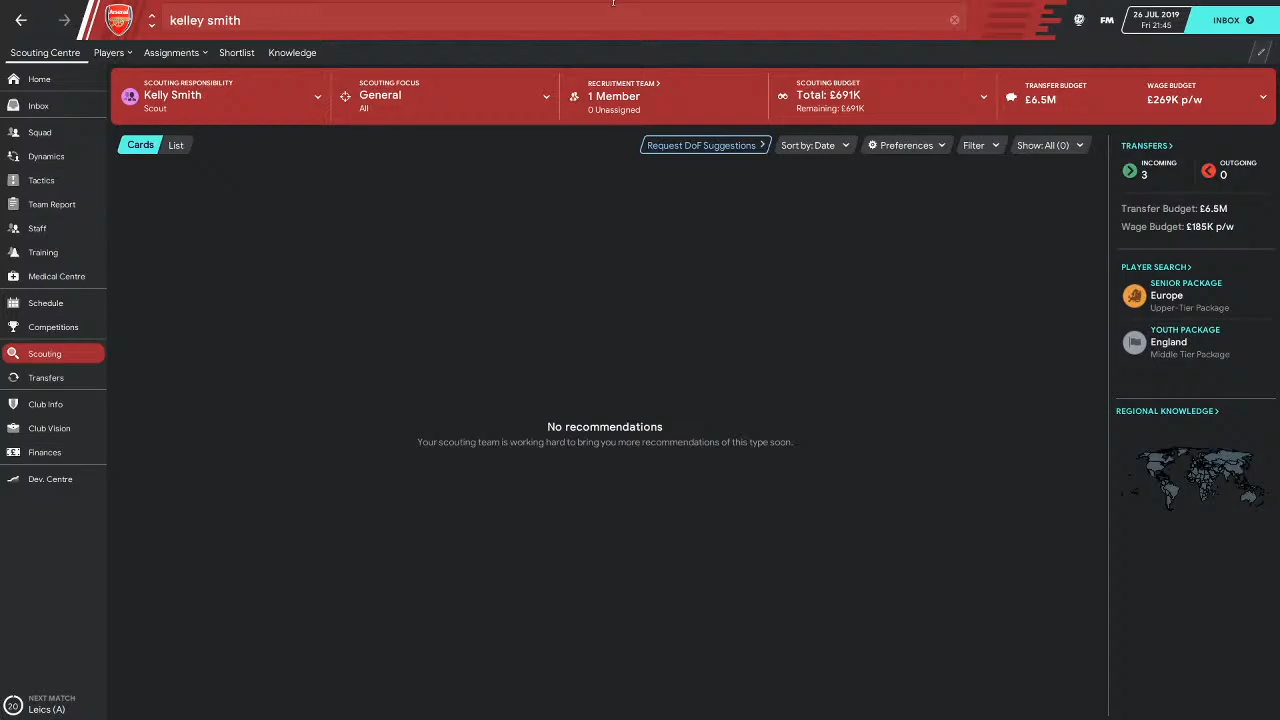 kelley smith
FM
26 JUL 2019
Fri 21:45
INBOX
Scouting Centre
Players
Assignments
Shortlist
Knowledge
Home
Inbox
Squad
Dynamics
Tactics
Team Report
Staff
Training
Medical Centre
Schedule
Competitions
Scouting
Transfers
Club Info
Club Vision
Finances
Dev. Centre
20
NEXT MATCH
Leics (A)
SCOUTING RESPONSIBILITY
Kelly Smith
Scout
SCOUTING FOCUS
General
All
RECRUITMENT TEAM >
1 Member
0 Unassigned
SCOUTING BUDGET
Total: £691K
Remaining: £691K
TRANSFER BUDGET
£6.5M
WAGE BUDGET
£269K p/w
Cards
List
Request DoF Suggestions >
Sort by: Date
Preferences
Filter
Show: All (0)
No recommendations
Your scouting team is working hard to bring you more recommendations of this type soon.
TRANSFERS >
INCOMING
3
OUTGOING
0
Transfer Budget: £6.5M
Wage Budget: £185K p/w
PLAYER SEARCH >
SENIOR PACKAGE
Europe
Upper-Tier Package
YOUTH PACKAGE
England
Middle Tier Package
REGIONAL KNOWLEDGE >